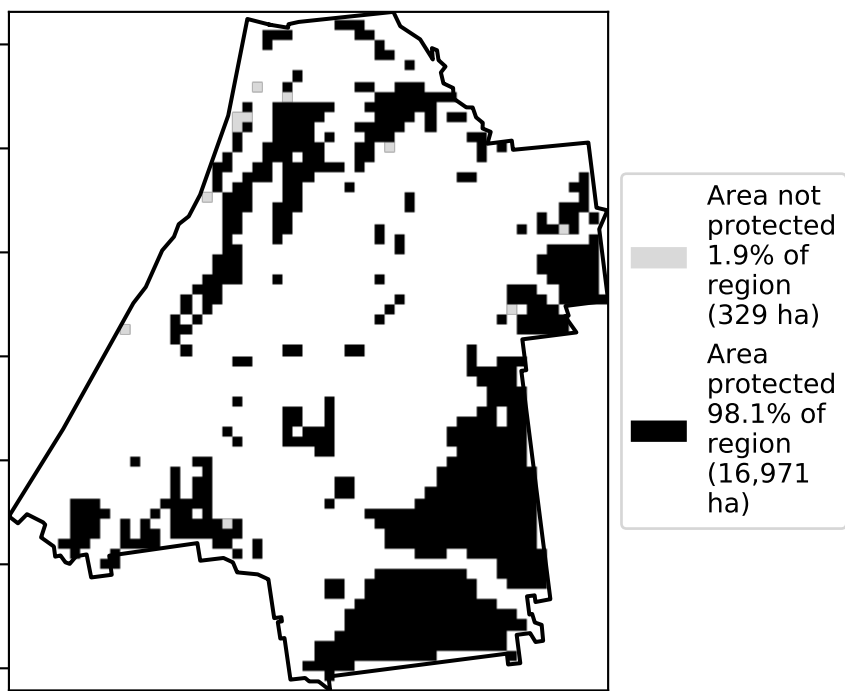 Area not
protected
1.9% of
region
(329 ha)
Area
protected
98.1% of
region
(16,971
ha)